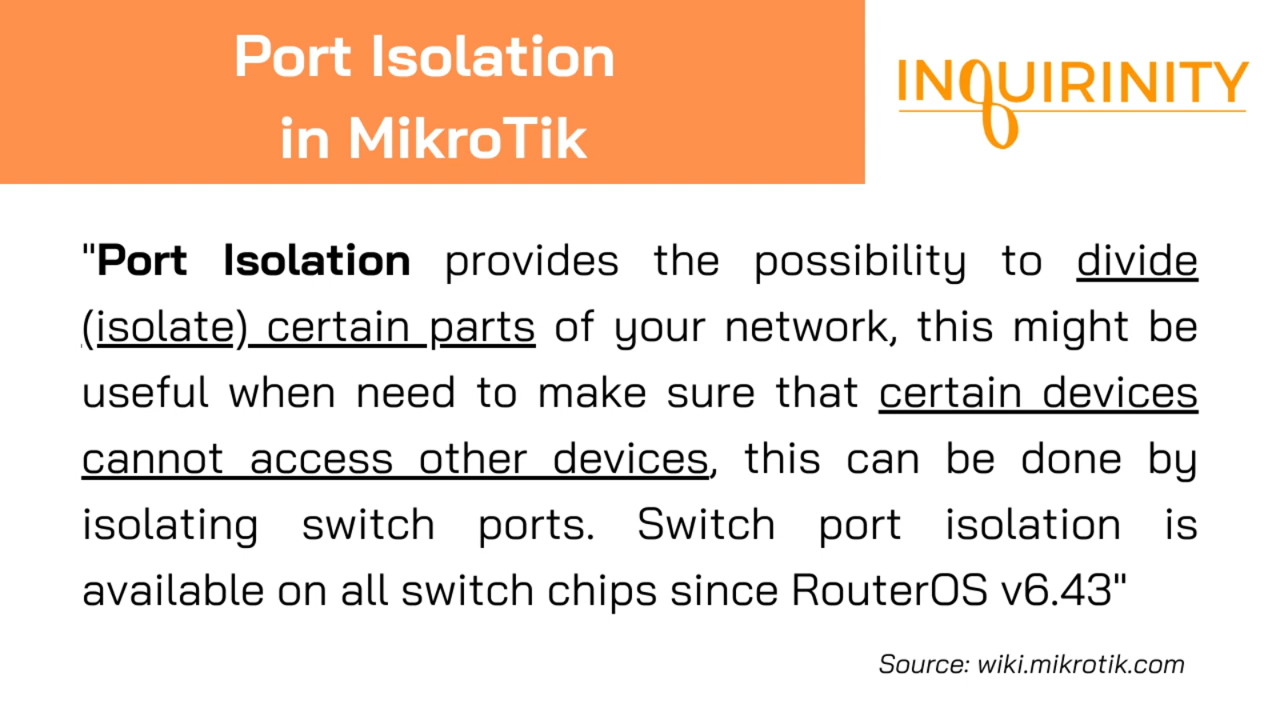 Port Isolation
in MikroTik
INQUIRINITY
"Port Isolation provides the possibility to divide
(isolate) certain parts of your network, this might be
useful when need to make sure that certain devices
cannot access other devices, this can be done by
isolating switch ports. Switch port isolation is
available on all switch chips since RouterOS v6.43"
Source: wiki.mikrotik.com